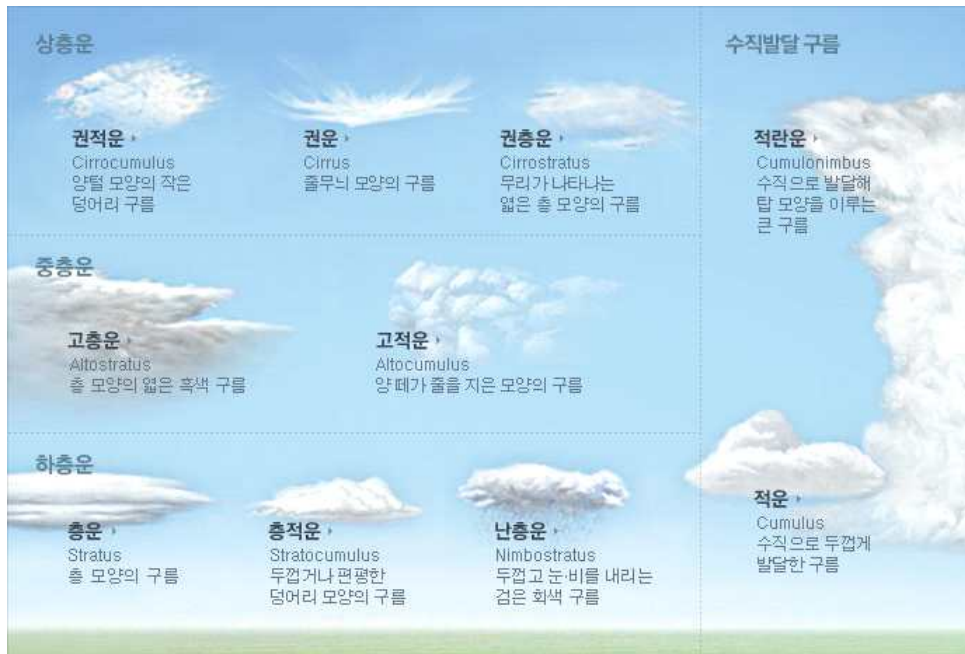 상층운
권적운
Cirrocumulus
양털 모양의 작은
덩어리 구름
권운
Cirrus
줄무늬 모양의 구름
권층운
Cirrostratus
무리가 나타나는
엷은 층 모양의 구름
중층운
고층운
Altostratus
층 모양의 엷은 흑색 구름
고적운
Altocumulus
양 떼가 줄을 지은 모양의 구름
하층운
층운
Stratus
층 모양의 구름
층적운
Stratocumulus
두껍거나 편평한
덩어리 모양의 구름
난층운
Nimbostratus
두껍고 눈·비를 내리는
검은 회색 구름
수직발달 구름
적란운
Cumulonimbus
수직으로 발달해
탑 모양을 이루는
큰 구름
적운
Cumulus
수직으로 두껍게
발달한 구름